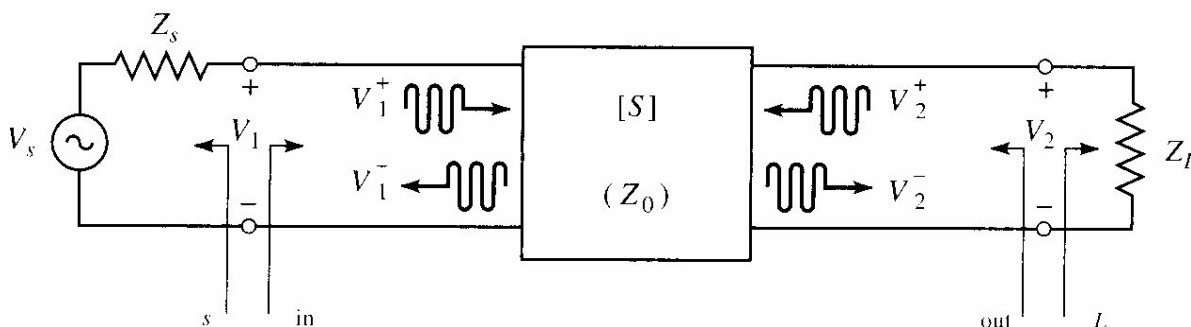 Z_s
+
V_1^+
[S]
V_2^+
+
V_s
V_1
V_2
Z_l
V_1^-
(Z_0)
V_2^-
−
−
s
in
out
L